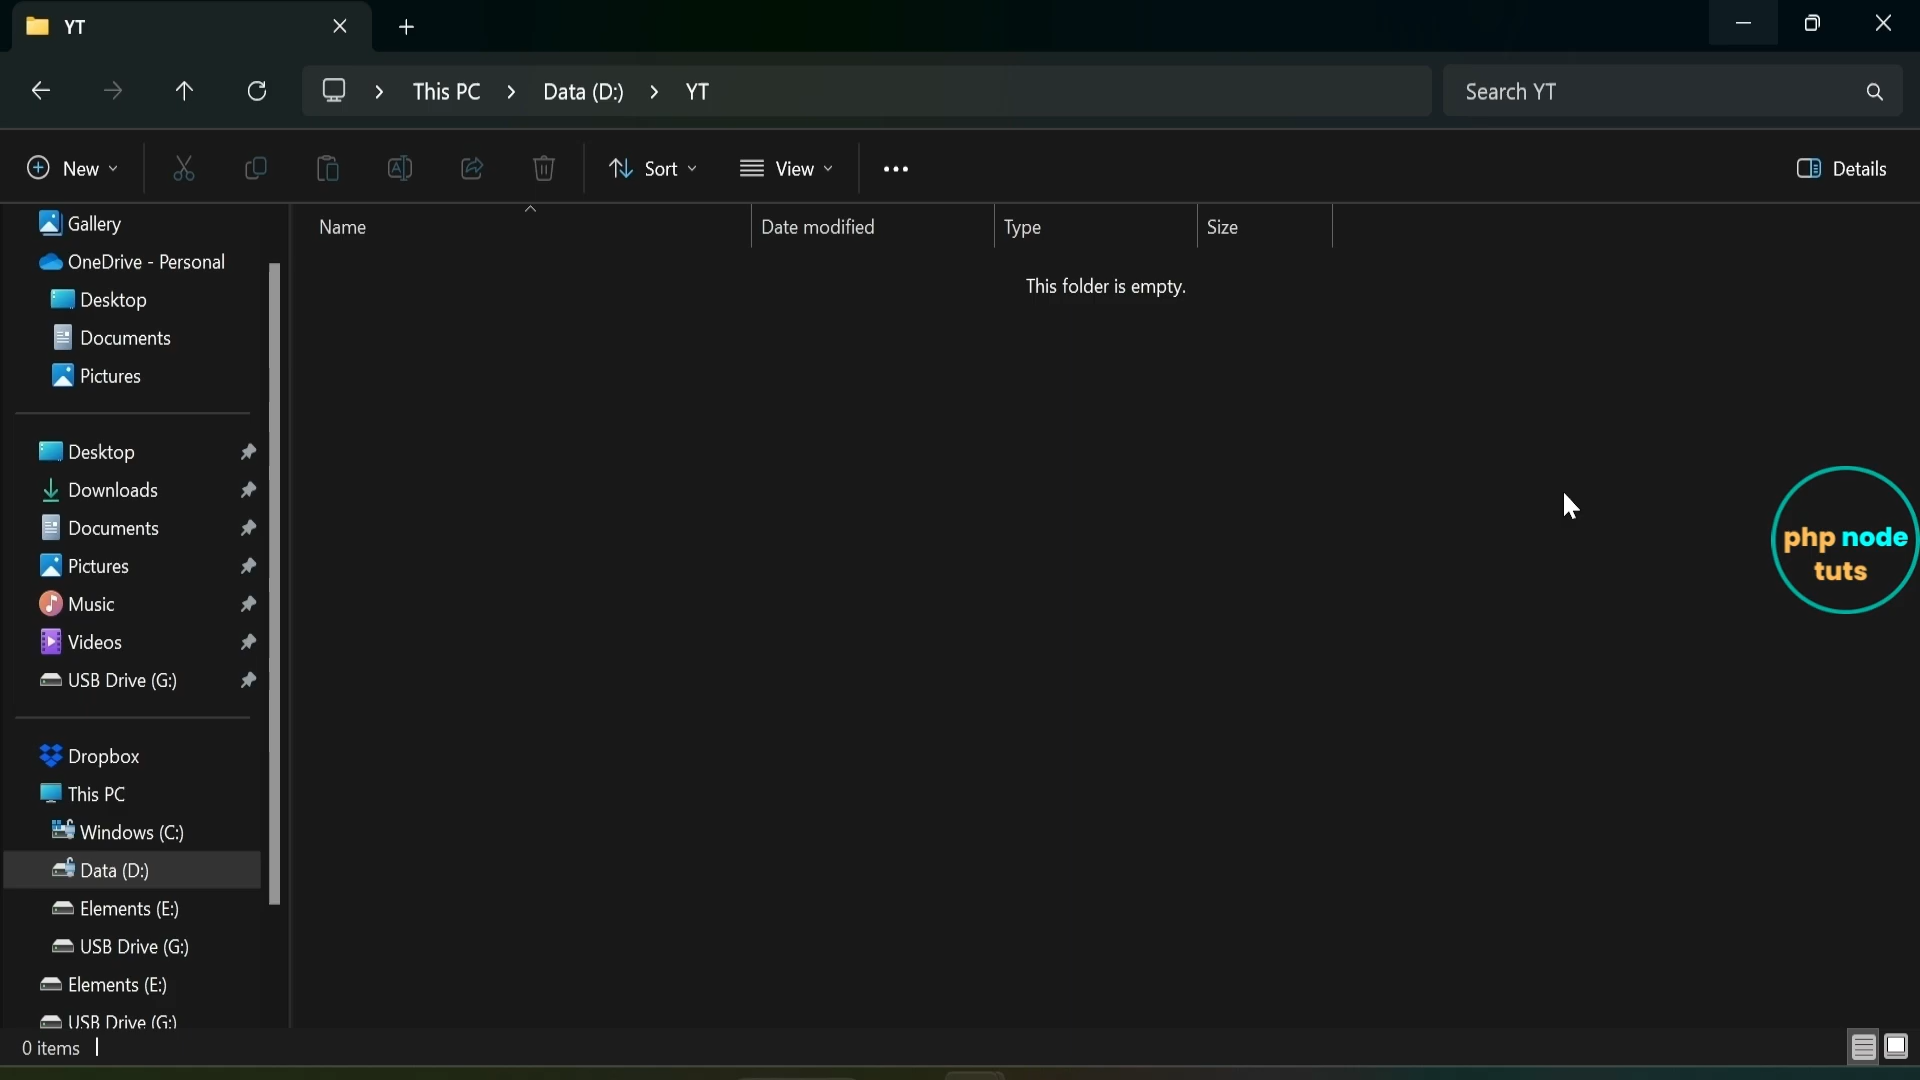 YT
This PC > Data (D:) > YT
Search YT
New
Sort
View
Details
Gallery
OneDrive - Personal
Desktop
Documents
Pictures
Desktop
Downloads
Documents
Pictures
Music
Videos
USB Drive (G:)
Dropbox
This PC
Windows (C:)
Data (D:)
Elements (E:)
USB Drive (G:)
Elements (E:)
USB Drive (G:)
Name
Date modified
Type
Size
This folder is empty.
php node
tuts
0 items